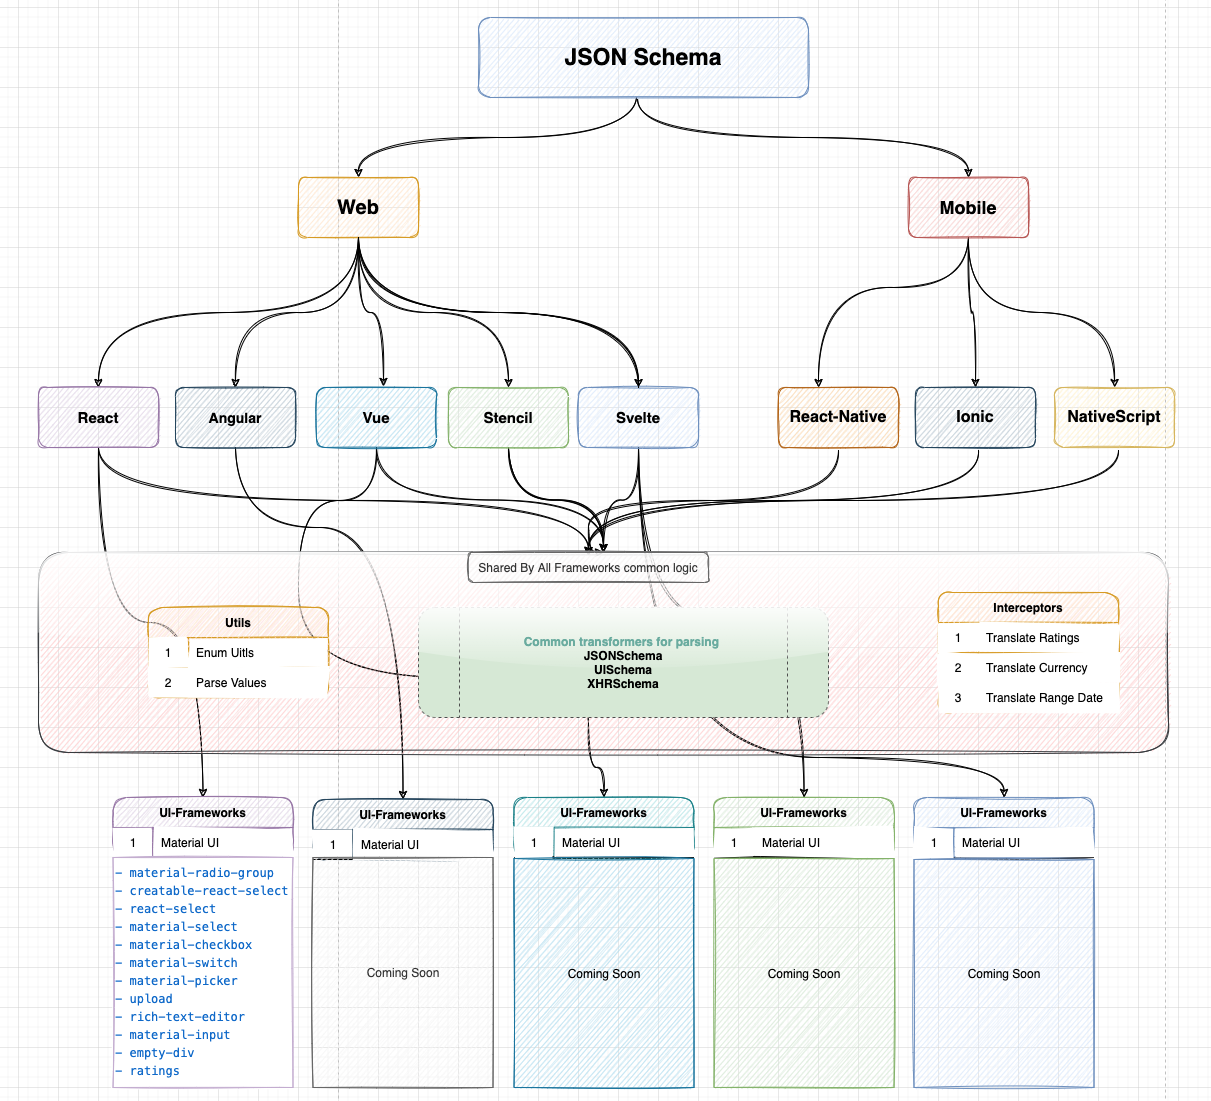 JSON Schema
Web
Mobile
React
Angular
Vue
Stencil
Svelte
React-Native
Ionic
NativeScript
Shared By All Frameworks common logic
Utils
1 Enum Uitls
2 Parse Values
Common transformers for parsing
JSONSchema
UISchema
XHRSchema
Interceptors
1 Translate Ratings
2 Translate Currency
3 Translate Range Date
UI-Frameworks
1 Material UI
- material-radio-group
- creatable-react-select
- react-select
- material-select
- material-checkbox
- material-switch
- material-picker
- upload
- rich-text-editor
- material-input
- empty-div
- ratings
UI-Frameworks
1 Material UI
Coming Soon
UI-Frameworks
1 Material UI
Coming Soon
UI-Frameworks
1 Material UI
Coming Soon
UI-Frameworks
1 Material UI
Coming Soon